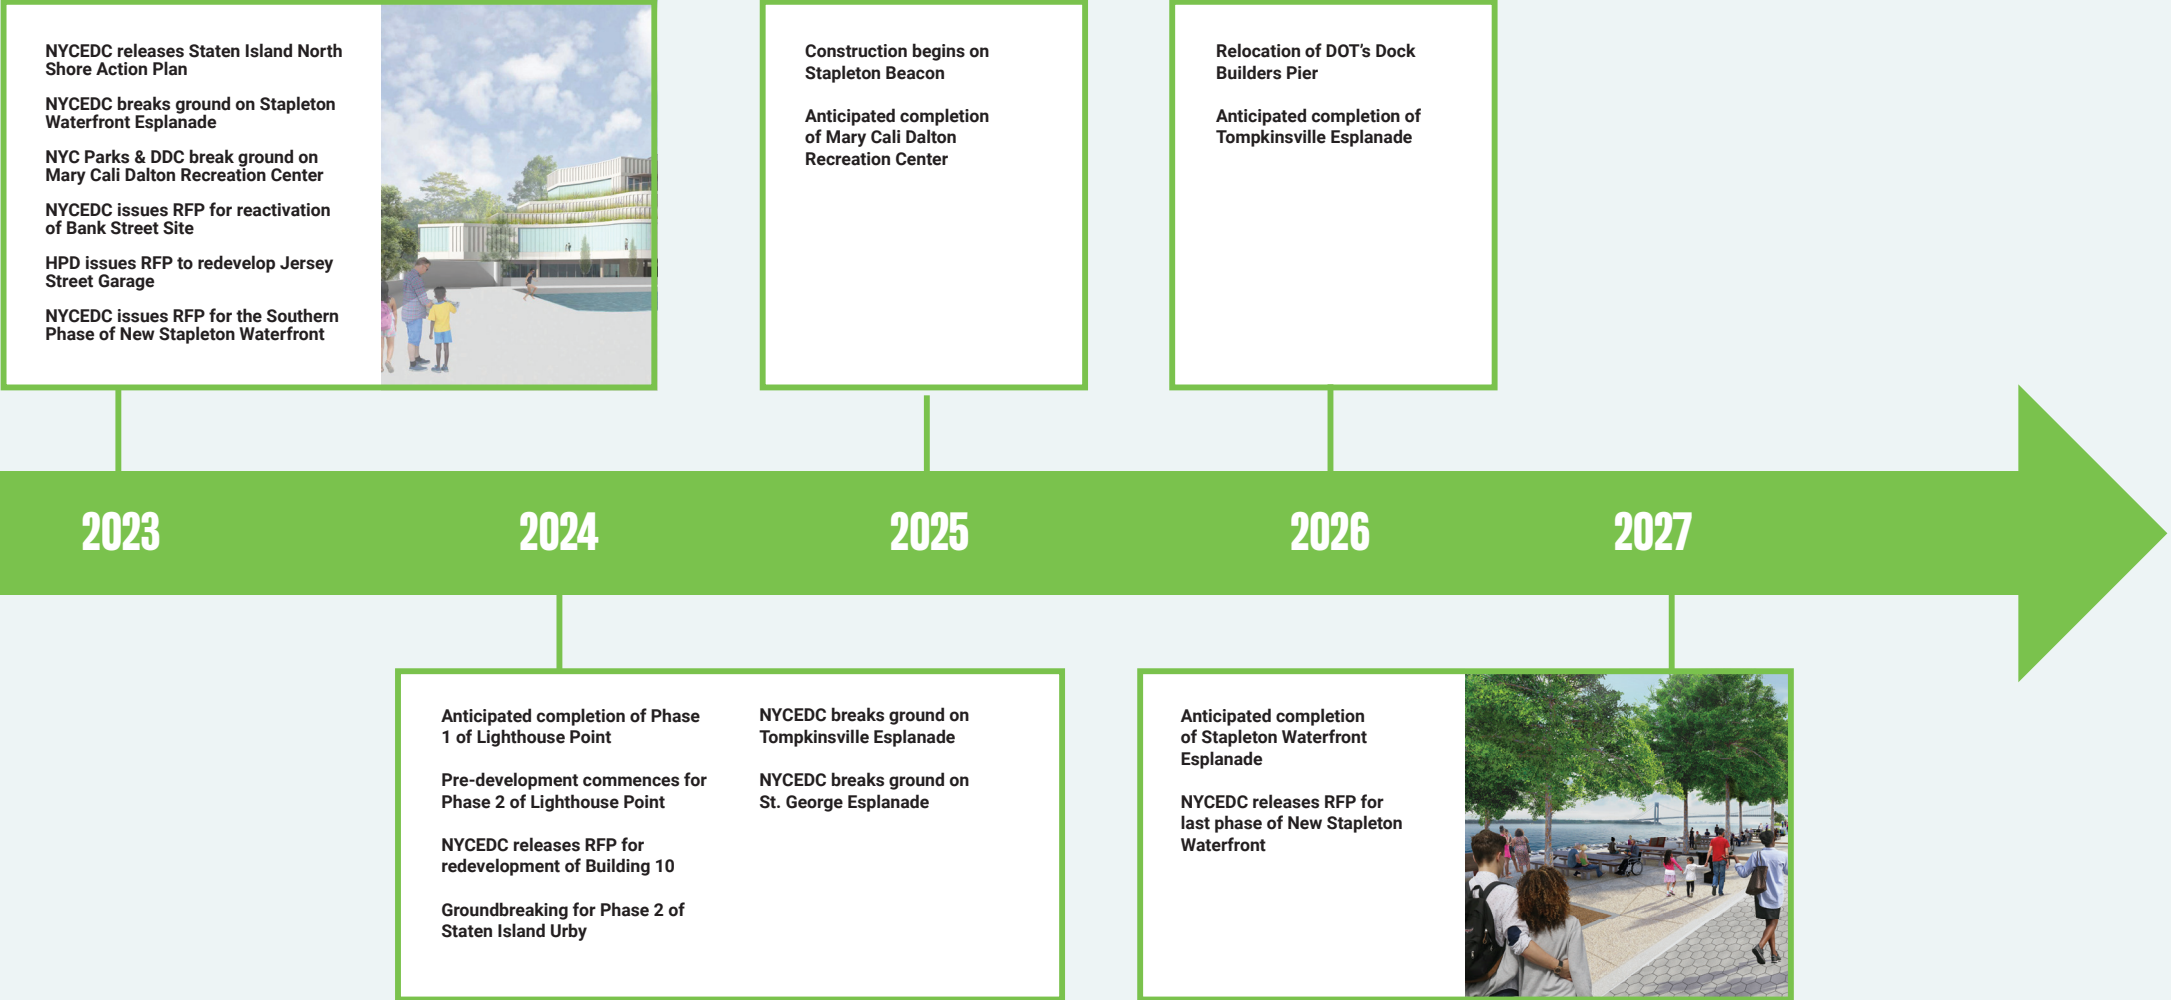 NYCEDC releases Staten Island North
Shore Action Plan
NYCEDC breaks ground on Stapleton
Waterfront Esplanade
NYC Parks & DDC break ground on
Mary Cali Dalton Recreation Center
NYCEDC issues RFP for reactivation
of Bank Street Site
HPD issues RFP to redevelop Jersey
Street Garage
NYCEDC issues RFP for the Southern
Phase of New Stapleton Waterfront
Construction begins on
Stapleton Beacon
Anticipated completion
of Mary Cali Dalton
Recreation Center
Relocation of DOT’s Dock
Builders Pier
Anticipated completion of
Tompkinsville Esplanade
2023
2024
2025
2026
2027
Anticipated completion of Phase
1 of Lighthouse Point
Pre-development commences for
Phase 2 of Lighthouse Point
NYCEDC releases RFP for
redevelopment of Building 10
Groundbreaking for Phase 2 of
Staten Island Urby
NYCEDC breaks ground on
Tompkinsville Esplanade
NYCEDC breaks ground on
St. George Esplanade
Anticipated completion
of Stapleton Waterfront
Esplanade
NYCEDC releases RFP for
last phase of New Stapleton
Waterfront